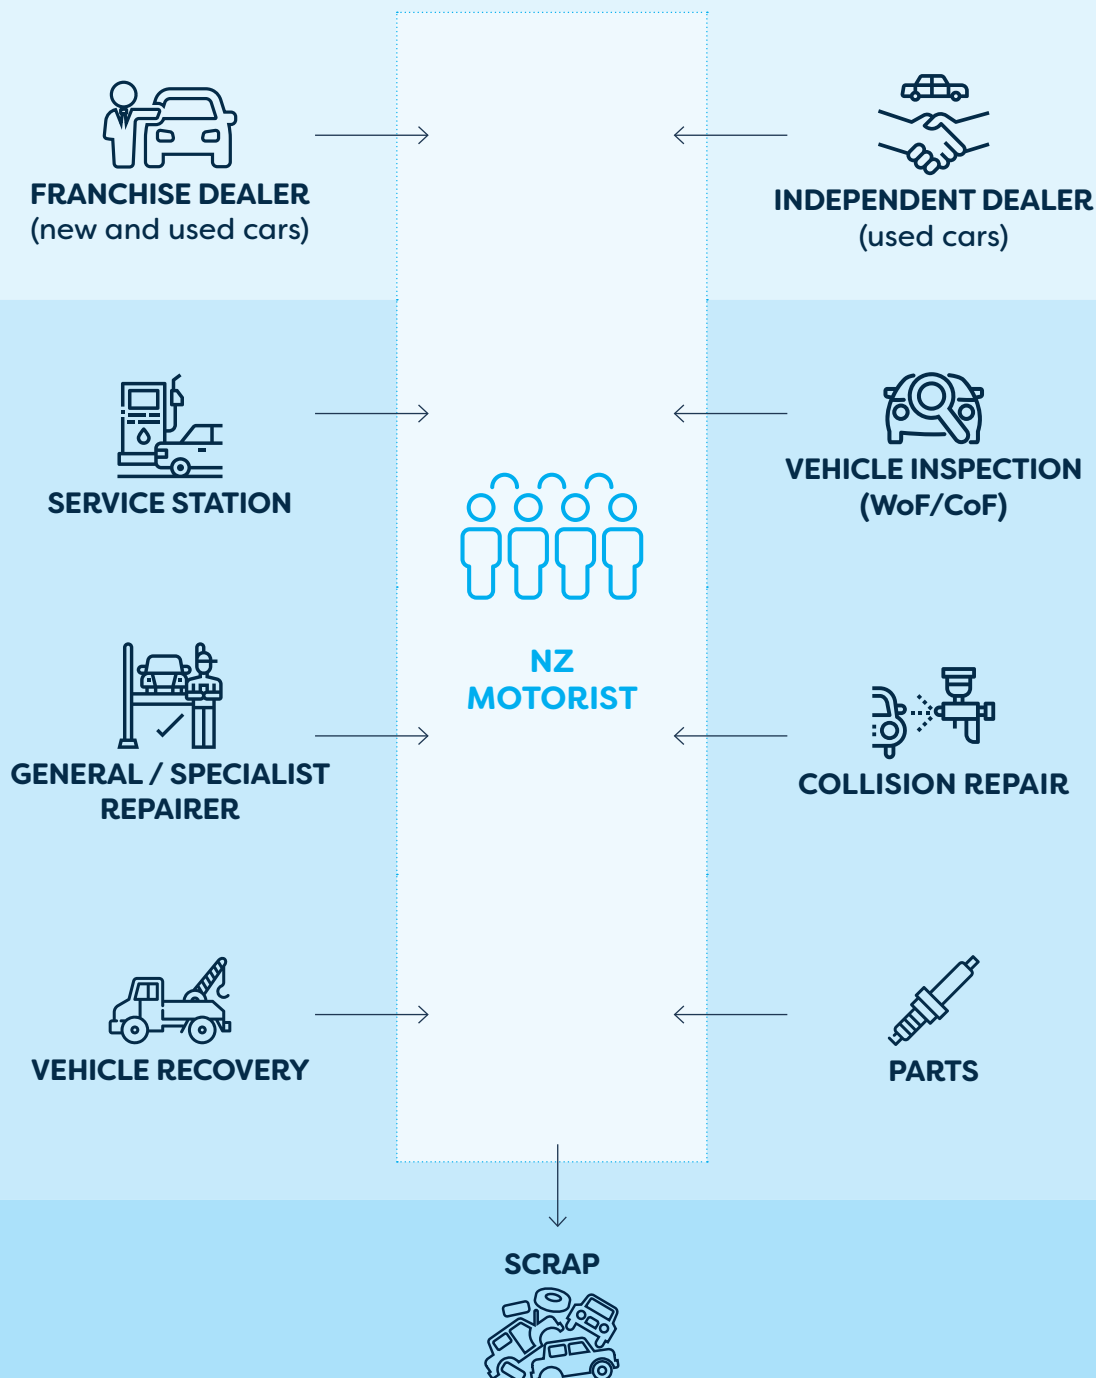 FRANCHISE DEALER
(new and used cars)
INDEPENDENT DEALER
(used cars)
SERVICE STATION
VEHICLE INSPECTION
(WoF/CoF)
NZ
MOTORIST
GENERAL / SPECIALIST
REPAIRER
COLLISION REPAIR
VEHICLE RECOVERY
PARTS
SCRAP